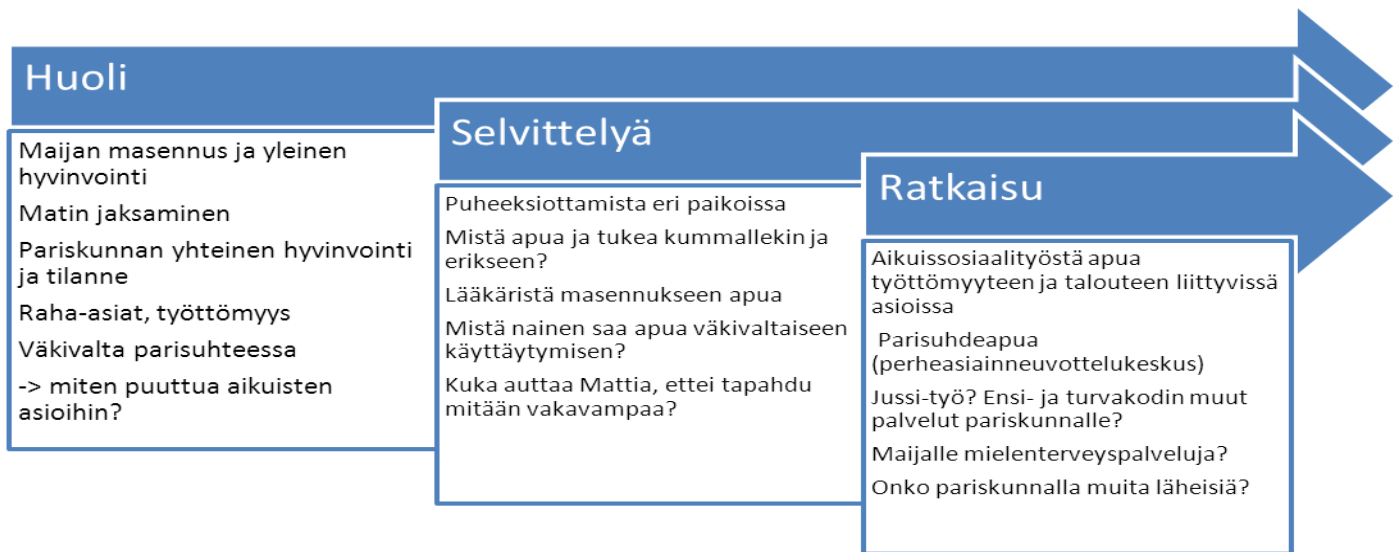 Huoli
Maijan masennus ja yleinen
hyvinvointi
Matin jaksaminen
Pariskunnan yhteinen hyvinvointi
ja tilanne
Raha-asiat, työttömyys
Väkivalta parisuhteessa
-> miten puuttua aikuisten
asioihin?
Selvittelyä
Puheeksiottamista eri paikoissa
Mistä apua ja tukea kummallekin ja
erikseen?
Lääkäristä masennukseen apua
Mistä nainen saa apua väkivaltaiseen
käyttäytymisen?
Kuka auttaa Mattia, ettei tapahdu
mitään vakavampaa?
Ratkaisu
Aikuissosiaalityöstä apua
työttömyyteen ja talouteen liittyvissä
asioissa
Parisuhdeapua
(perheasiainneuvottelukeskus)
Jussi-työ? Ensi- ja turvakodin muut
palvelut pariskunnalle?
Maijalle mielenterveyspalveluja?
Onko pariskunnalla muita läheisiä?